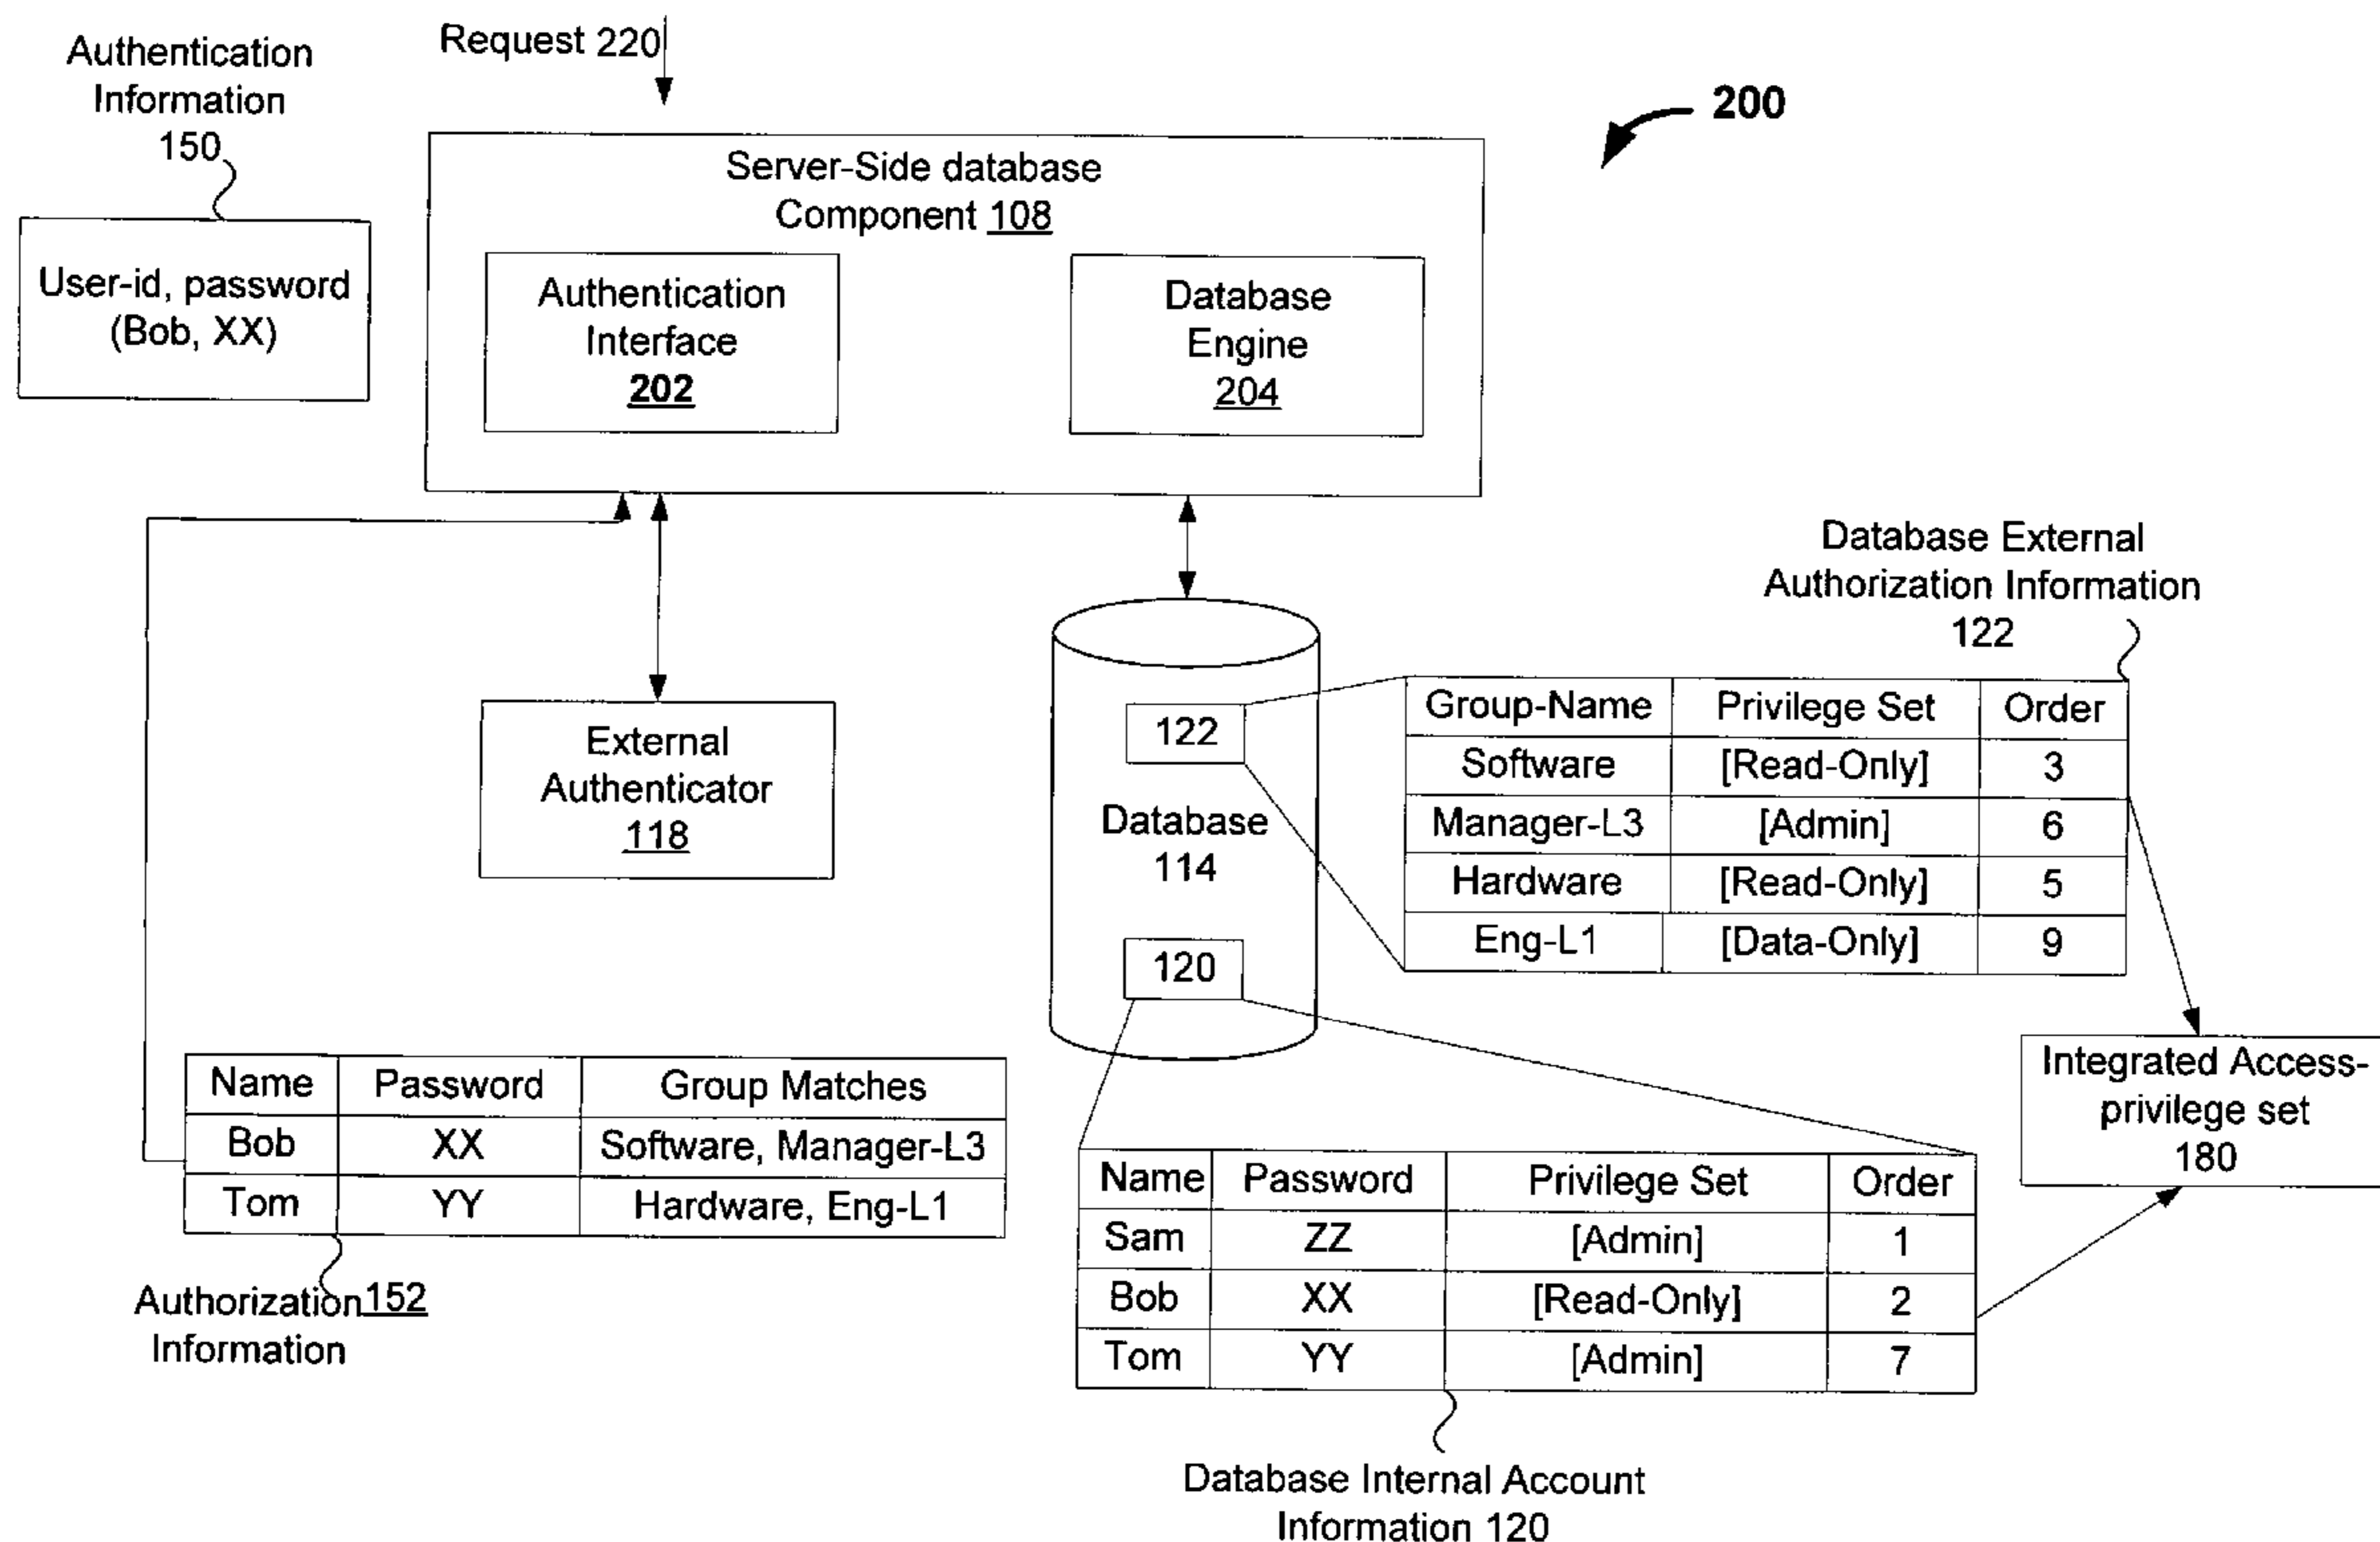 Request 220
Authentication
Information
150
200
User-id, password
(Bob, XX)
Server-Side database
Component 108
Authentication
Interface
202
Database
Engine
204
External
Authenticator
118
122
Database
114
120
Database External
Authorization Information
122
Group-Name Privilege Set Order
Software [Read-Only] 3
Manager-L3 [Admin] 6
Hardware [Read-Only] 5
Eng-L1 [Data-Only] 9
Integrated Access-
privilege set
180
Name Password Group Matches
Bob XX Software, Manager-L3
Tom YY Hardware, Eng-L1
Authorization 152
Information
Name Password Privilege Set Order
Sam ZZ [Admin] 1
Bob XX [Read-Only] 2
Tom YY [Admin] 7
Database Internal Account
Information 120